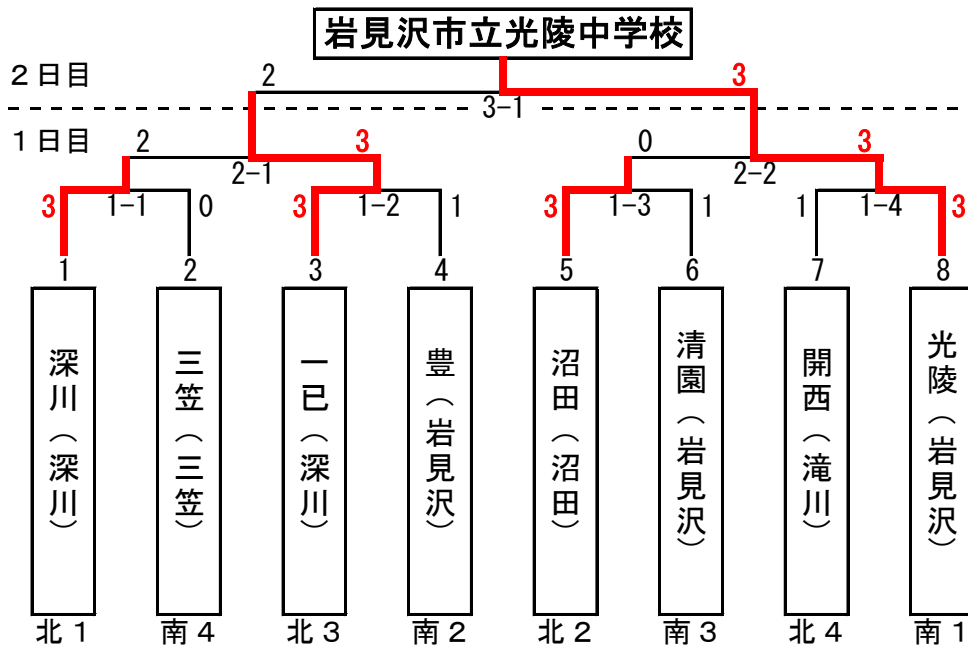 岩見沢市立光陵中学校
2日目
2
3
3-1
1日目
2
3
0
3
2-1
2-2
3
1-1
0
3
1-2
1
3
1-3
1
1
1-4
3
1
2
3
4
5
6
7
8
深川(深川)
三笠(三笠)
一已(深川)
豊(岩見沢)
沼田(沼田)
清園(岩見沢)
開西(滝川)
光陵(岩見沢)
北1
南4
北3
南2
北2
南3
北4
南1